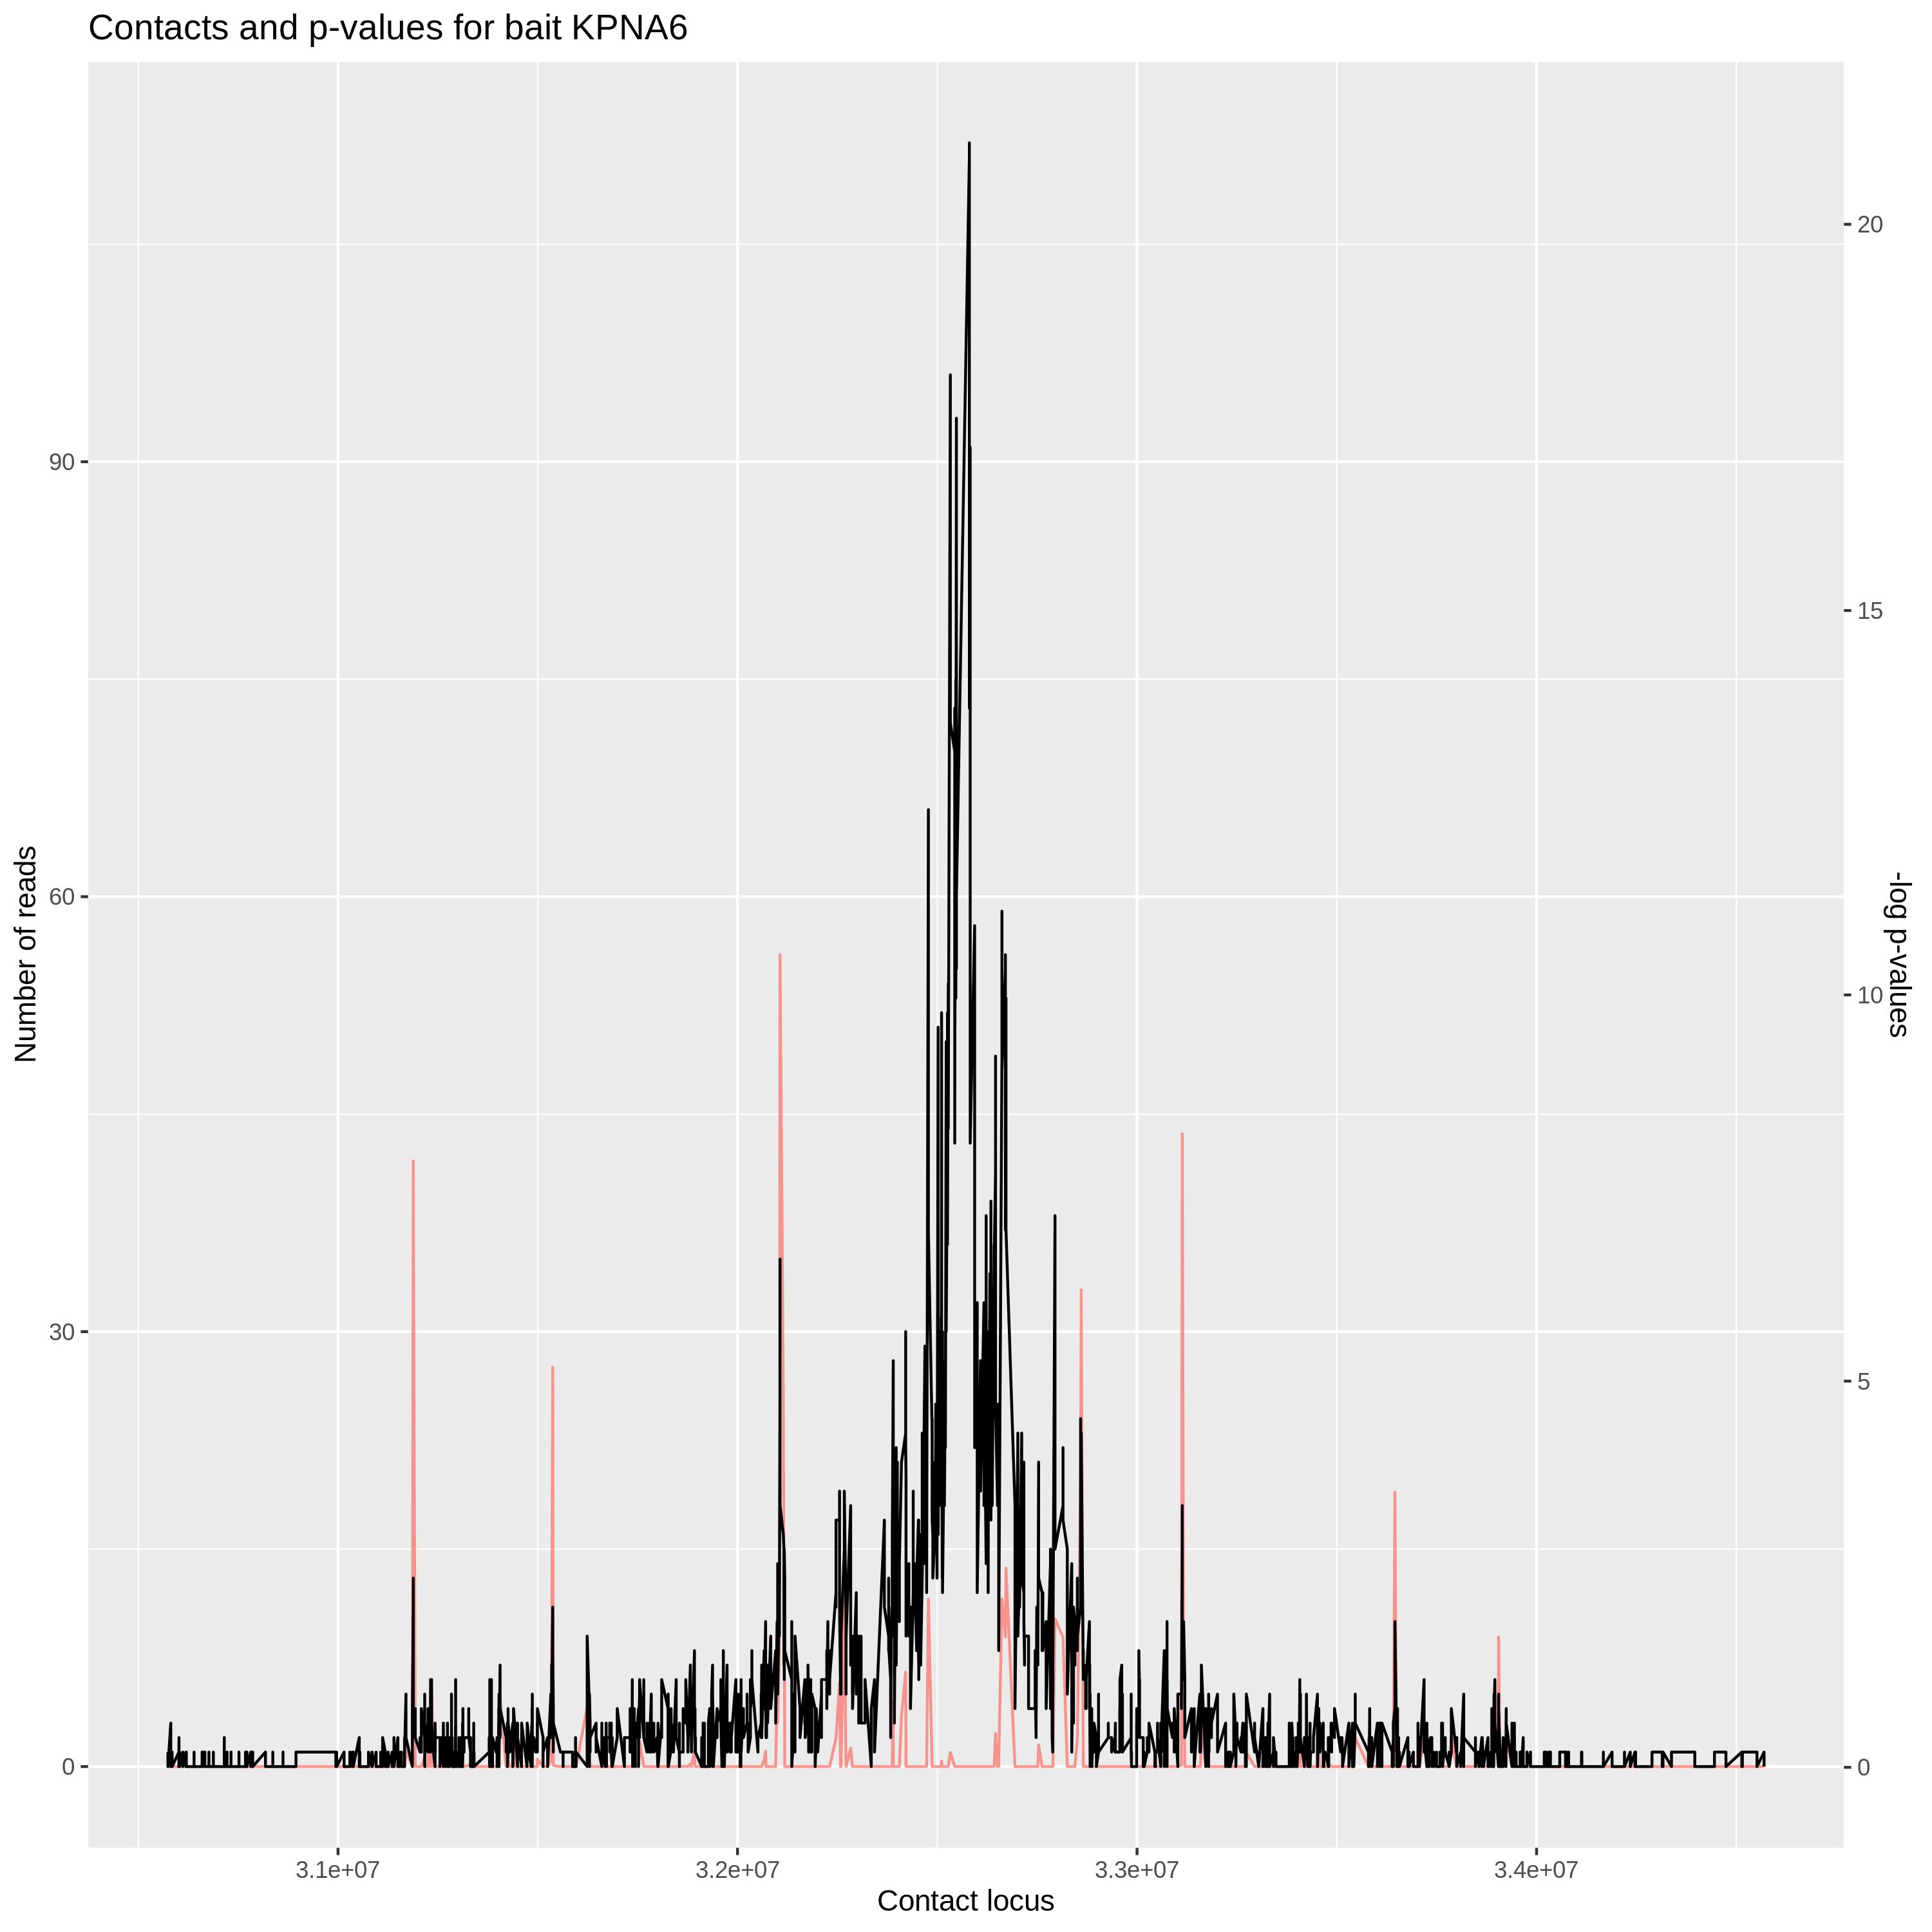 Contacts and p-values for bait KPNA6
Number of reads
90
60
30
0
20
15
10
5
0
-log p-values
3.1e+07
3.2e+07
3.3e+07
3.4e+07
Contact locus